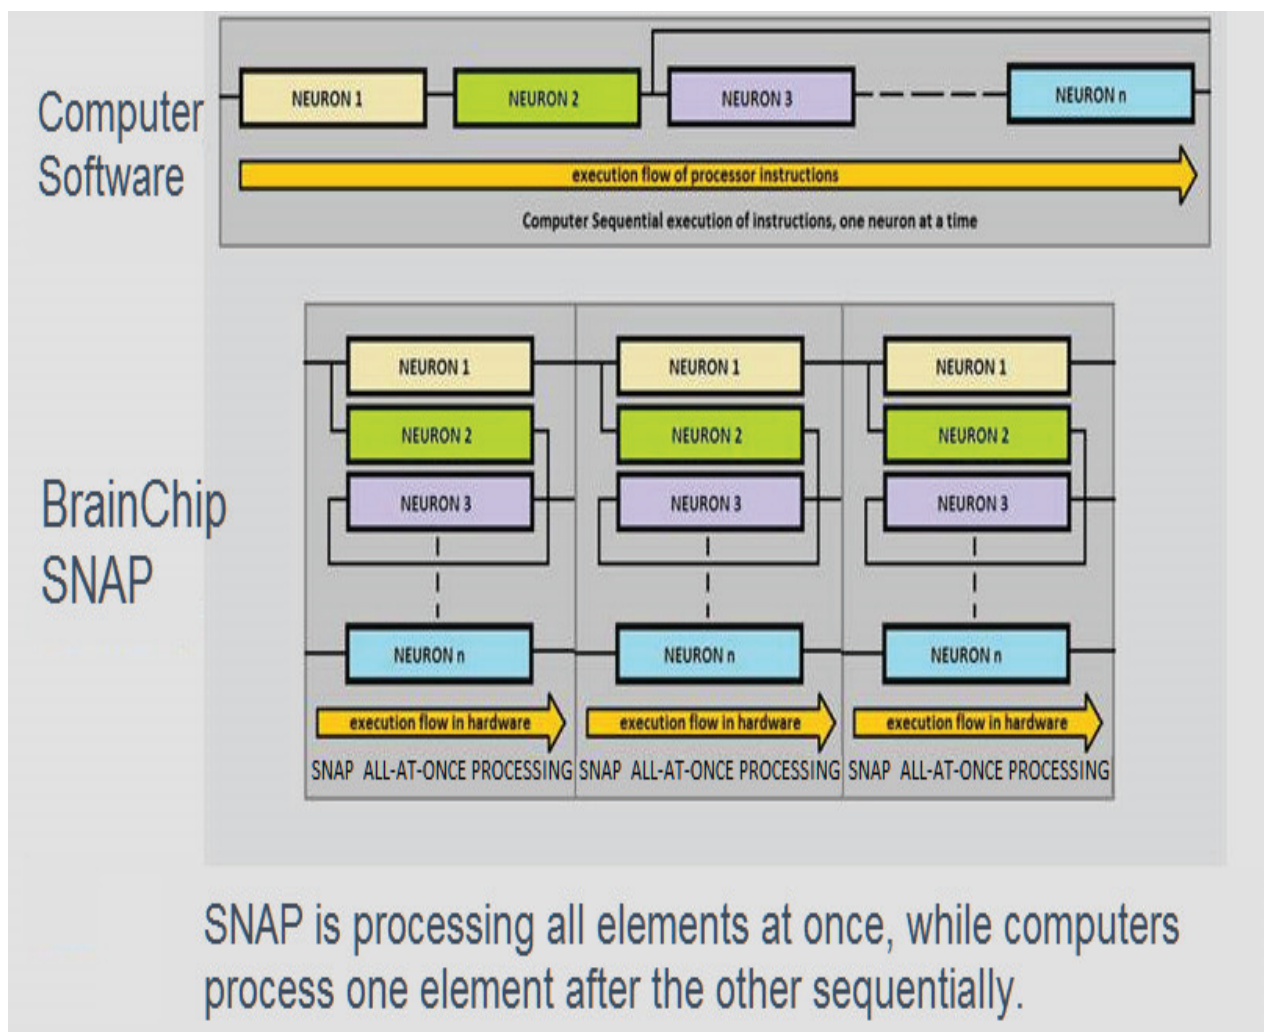 Computer
Software
NEURON 1
NEURON 2
NEURON 3
NEURON n
execution flow of processor instructions
Computer Sequential execution of instructions, one neuron at a time
BrainChip
SNAP
NEURON 1
NEURON 2
NEURON 3
NEURON n
execution flow in hardware
SNAP ALL-AT-ONCE PROCESSING
NEURON 1
NEURON 2
NEURON 3
NEURON n
execution flow in hardware
SNAP ALL-AT-ONCE PROCESSING
NEURON 1
NEURON 2
NEURON 3
NEURON n
execution flow in hardware
SNAP ALL-AT-ONCE PROCESSING
SNAP is processing all elements at once, while computers
process one element after the other sequentially.